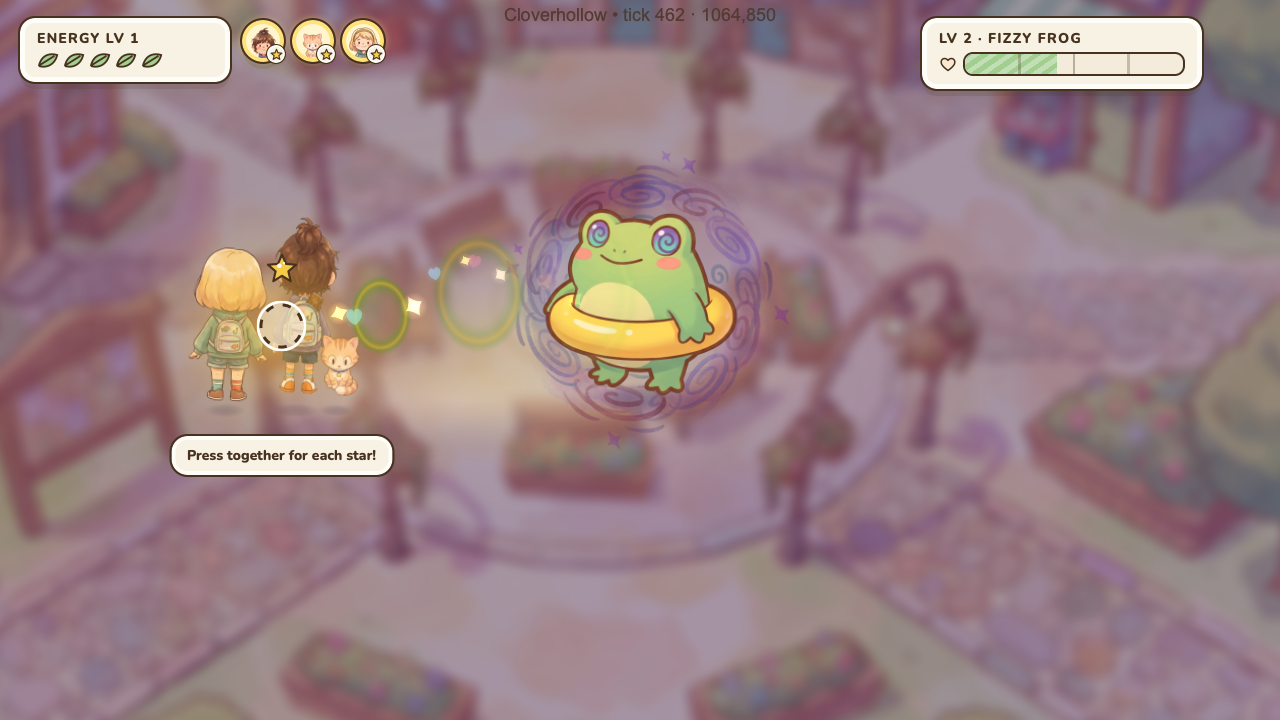 Cloverhollow • tick 462 · 1064,850
ENERGY LV 1
LV 2 · FIZZY FROG
Press together for each star!